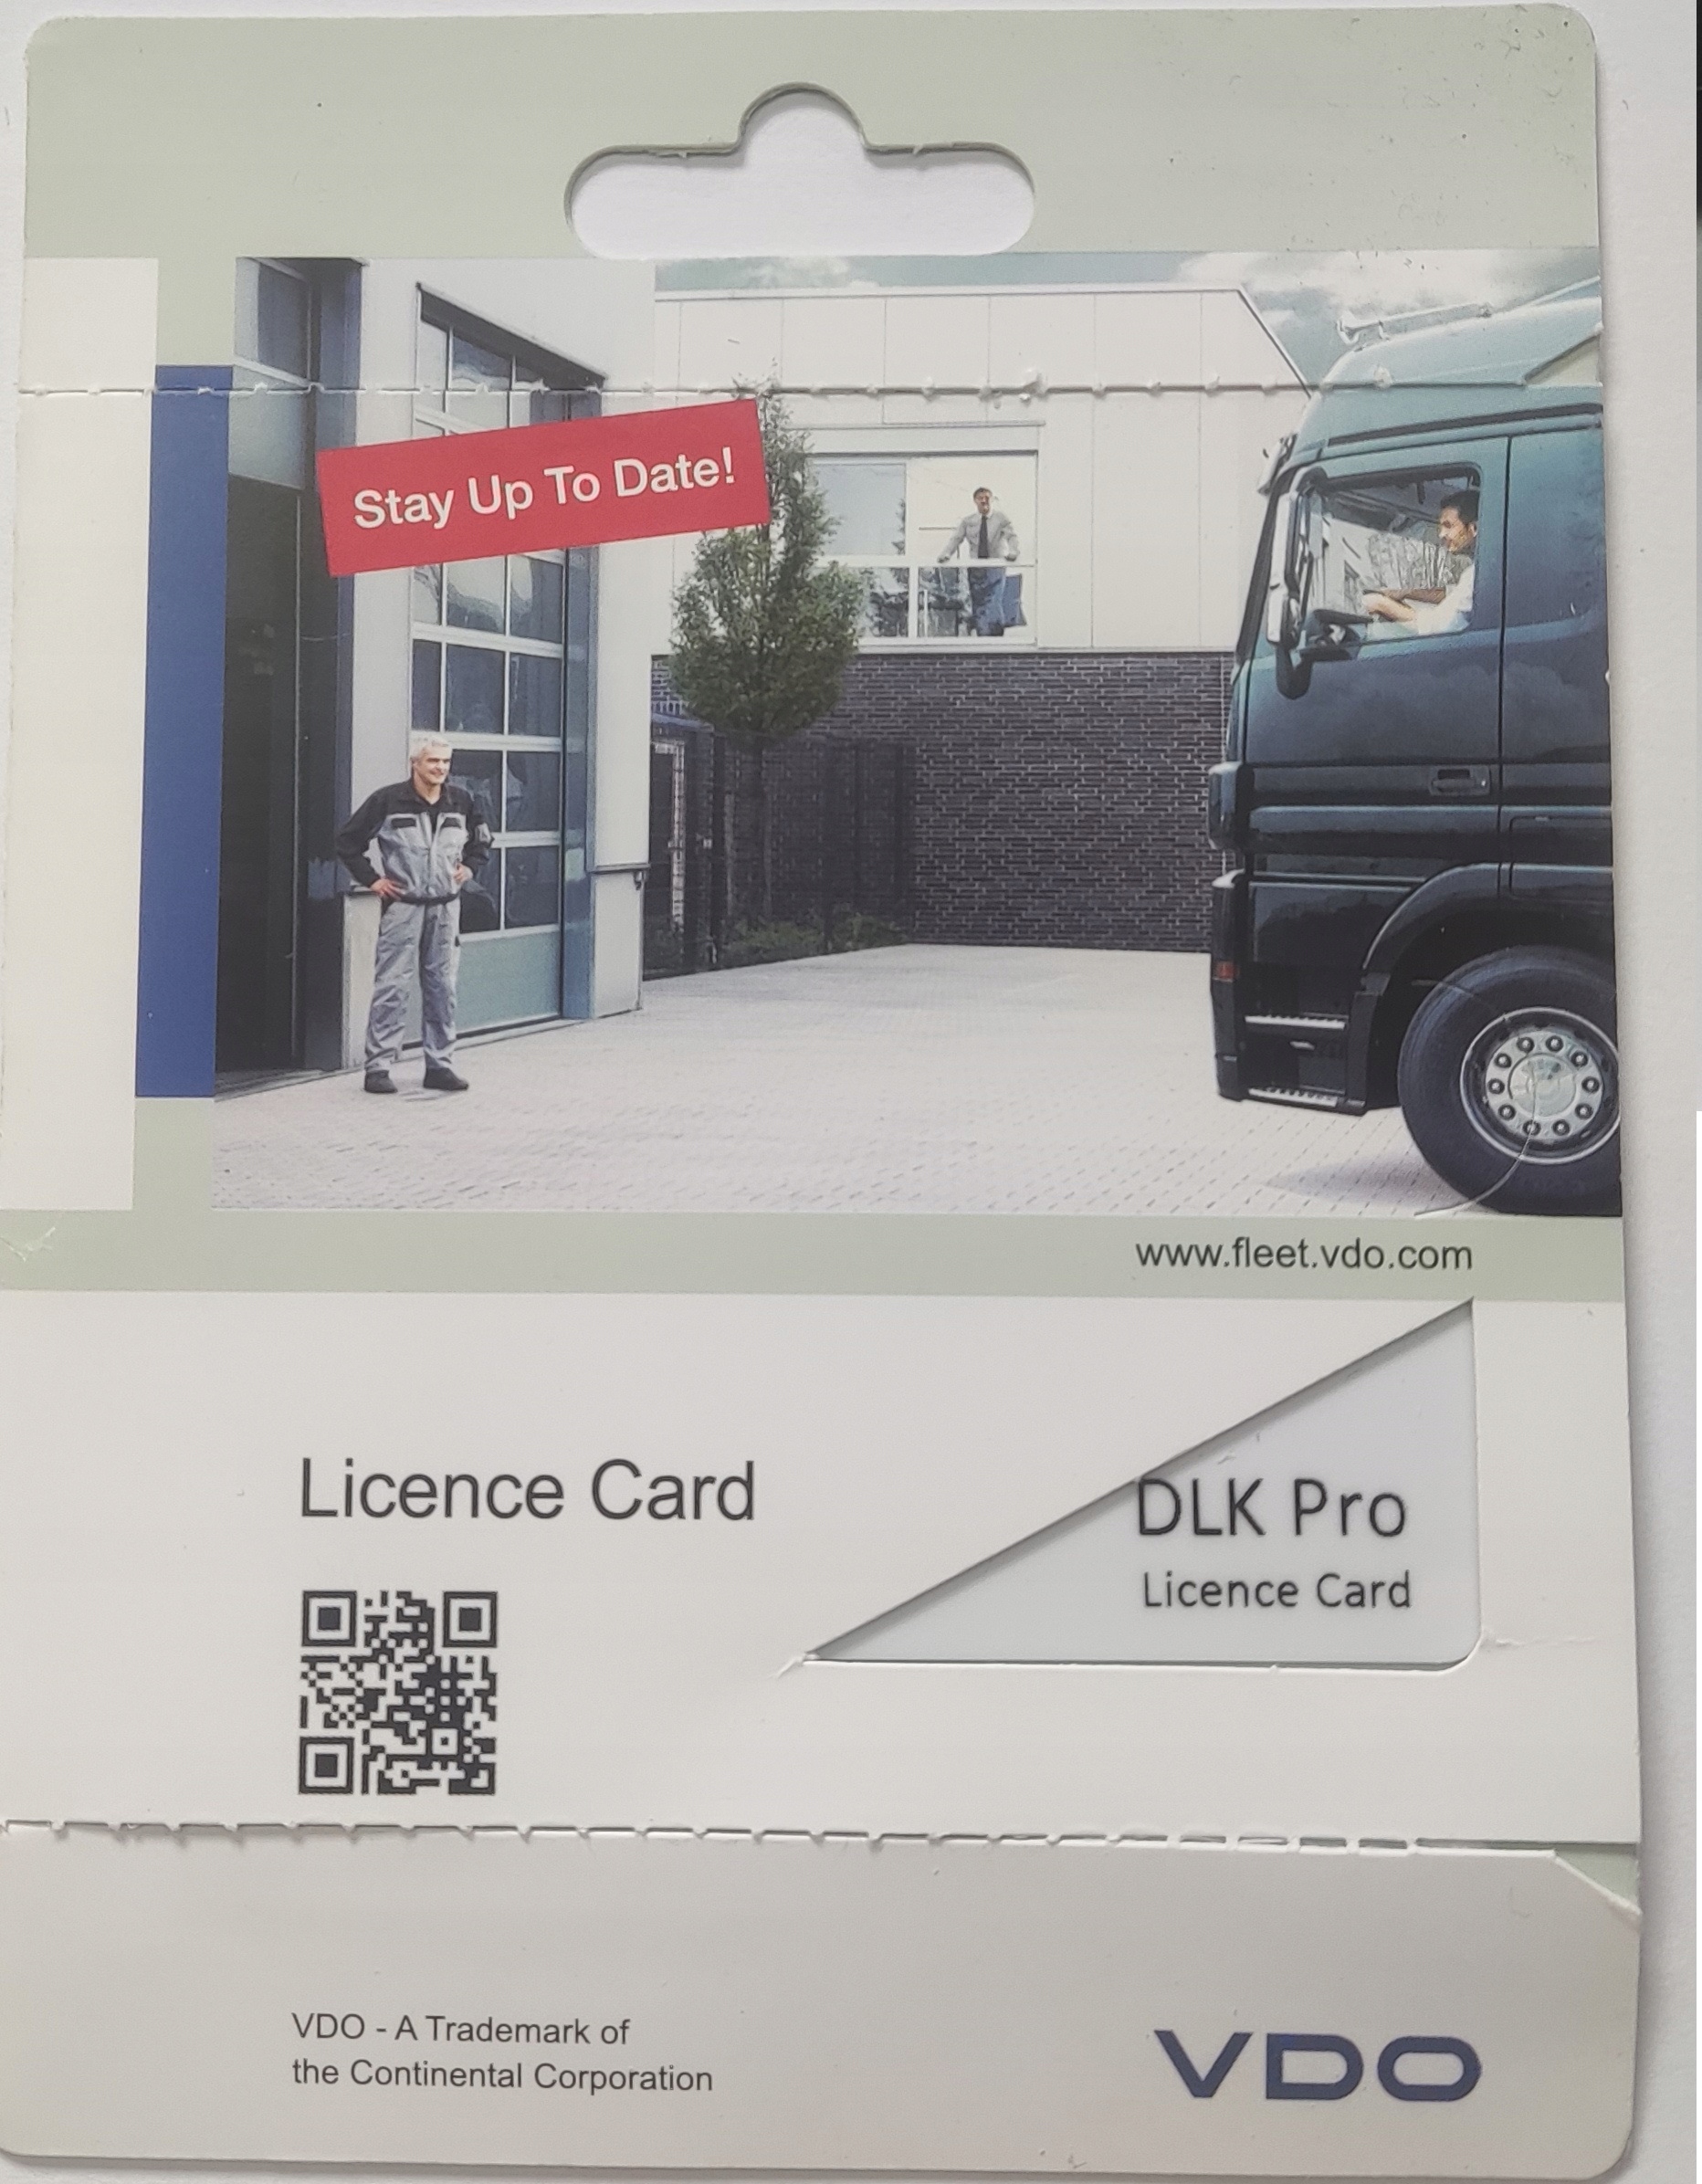 Stay Up To Date!
www.fleet.vdo.com
Licence Card
DLK Pro
Licence Card
VDO - A Trademark of
the Continental Corporation
VDO